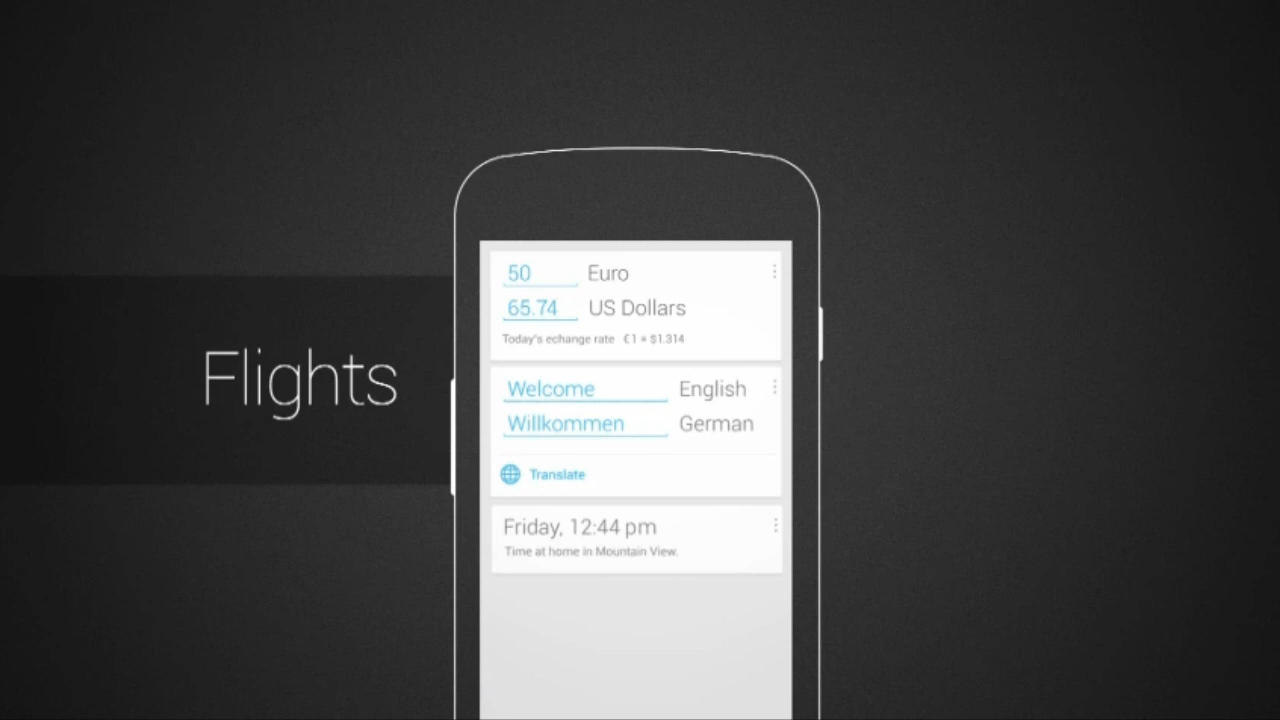 Flights
50 Euro
65.74 US Dollars
Today's echange rate €1 = $1.314
Welcome English
Willkommen German
Translate
Friday, 12:44 pm
Time at home in Mountain View.